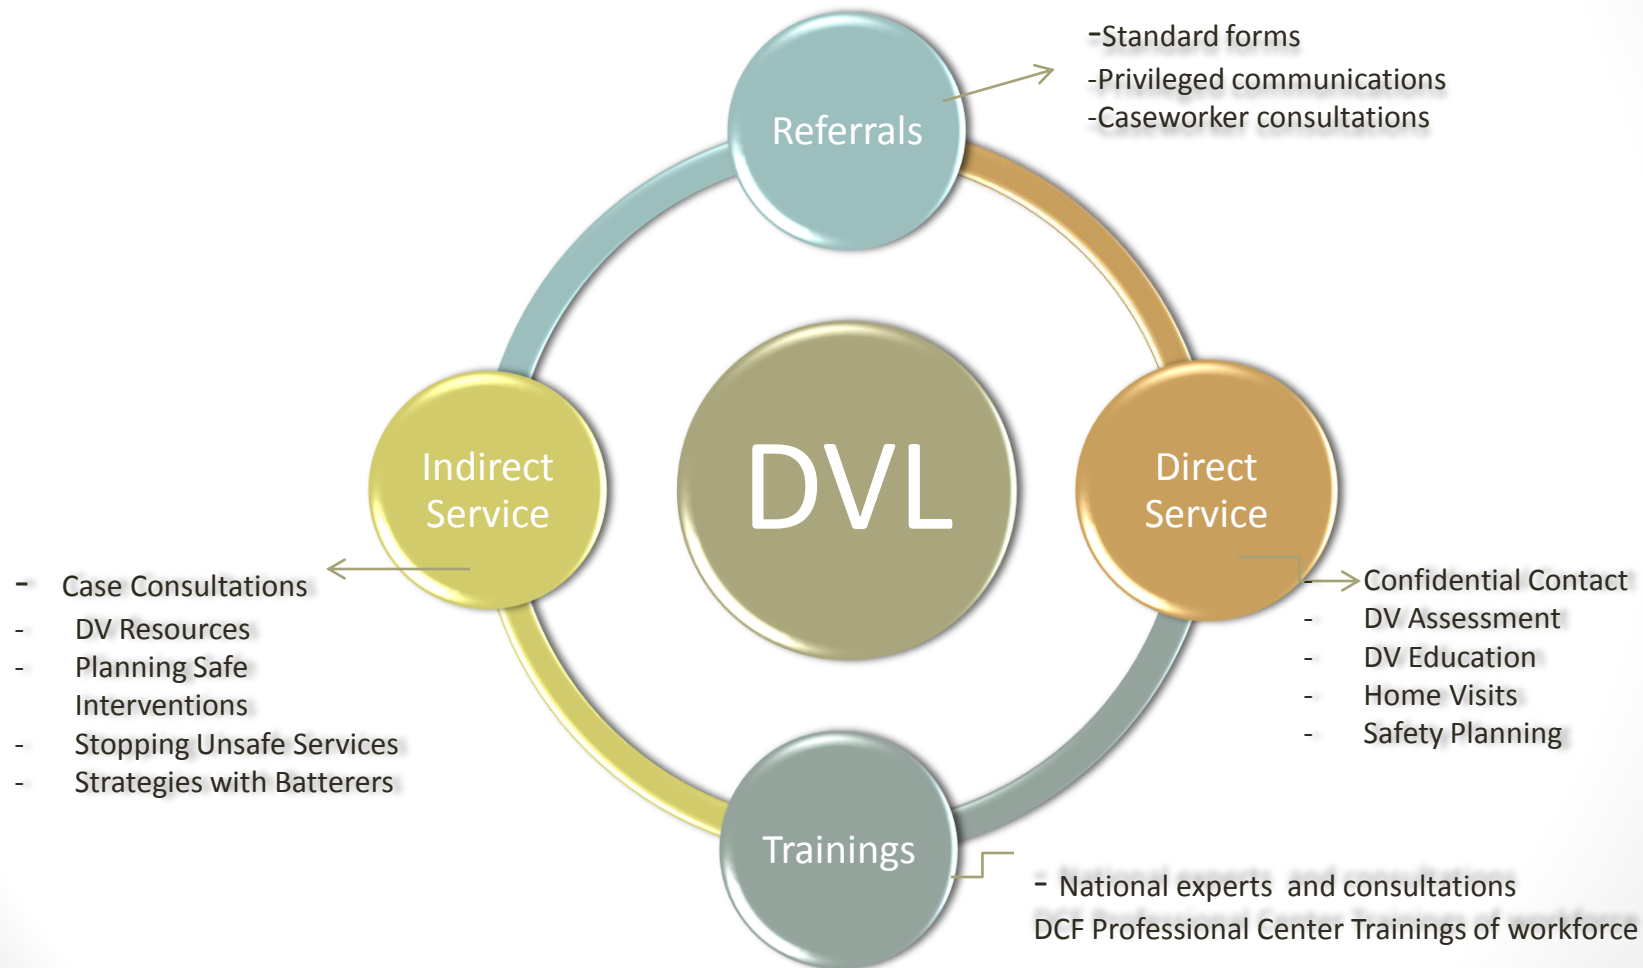 Referrals
-Standard forms
-Privileged communications
-Caseworker consultations
Indirect
Service
DVL
Direct
Service
- Case Consultations
- DV Resources
- Planning Safe
Interventions
- Stopping Unsafe Services
- Strategies with Batterers
- Confidential Contact
- DV Assessment
- DV Education
- Home Visits
- Safety Planning
Trainings
- National experts and consultations
DCF Professional Center Trainings of workforce